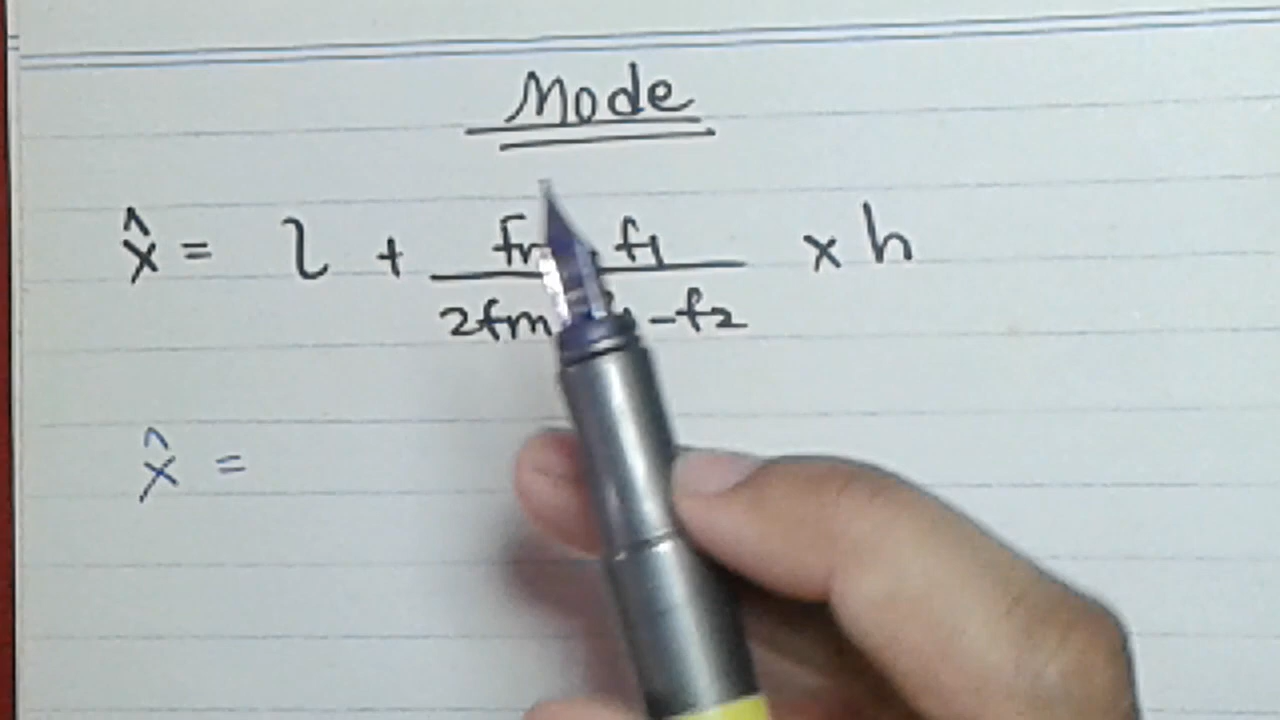 Mode
x̂ = l + f f1 / 2fm -f2 × h
x̂ =